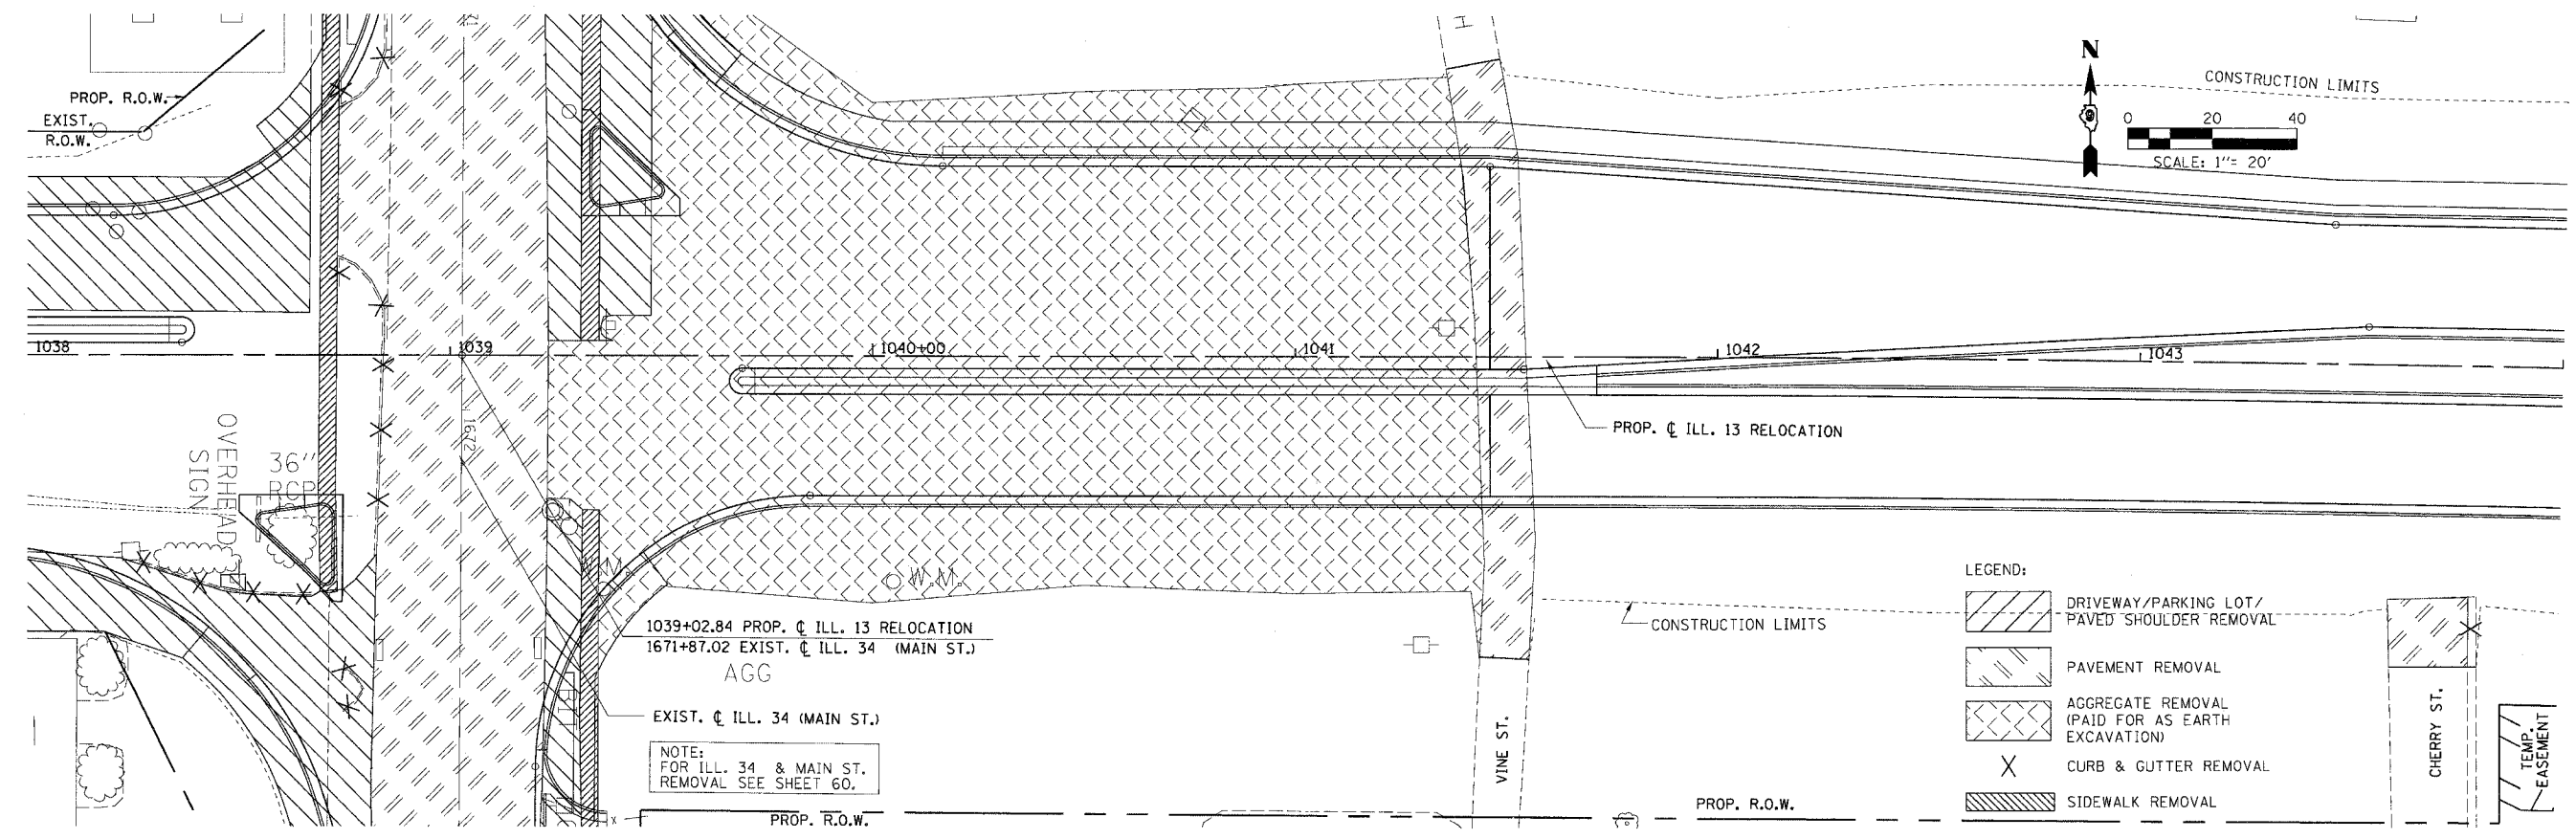 PROP. R.O.W.
EXIST.
R.O.W.
N
CONSTRUCTION LIMITS
0 20 40
SCALE: 1"= 20'
1038
1039
1040+00
1041
1042
1043
1672
OVERHEAD
SIGN
36"
RCP
PROP. ℄ ILL. 13 RELOCATION
W.M.
W.M.
1039+02.84 PROP. ℄ ILL. 13 RELOCATION
1671+87.02 EXIST. ℄ ILL. 34 (MAIN ST.)
AGG
EXIST. ℄ ILL. 34 (MAIN ST.)
NOTE:
FOR ILL. 34 & MAIN ST.
REMOVAL SEE SHEET 60.
PROP. R.O.W.
CONSTRUCTION LIMITS
VINE ST.
PROP. R.O.W.
LEGEND:
DRIVEWAY/PARKING LOT/
PAVED SHOULDER REMOVAL
PAVEMENT REMOVAL
AGGREGATE REMOVAL
(PAID FOR AS EARTH
EXCAVATION)
CURB & GUTTER REMOVAL
SIDEWALK REMOVAL
CHERRY ST.
TEMP.
EASEMENT